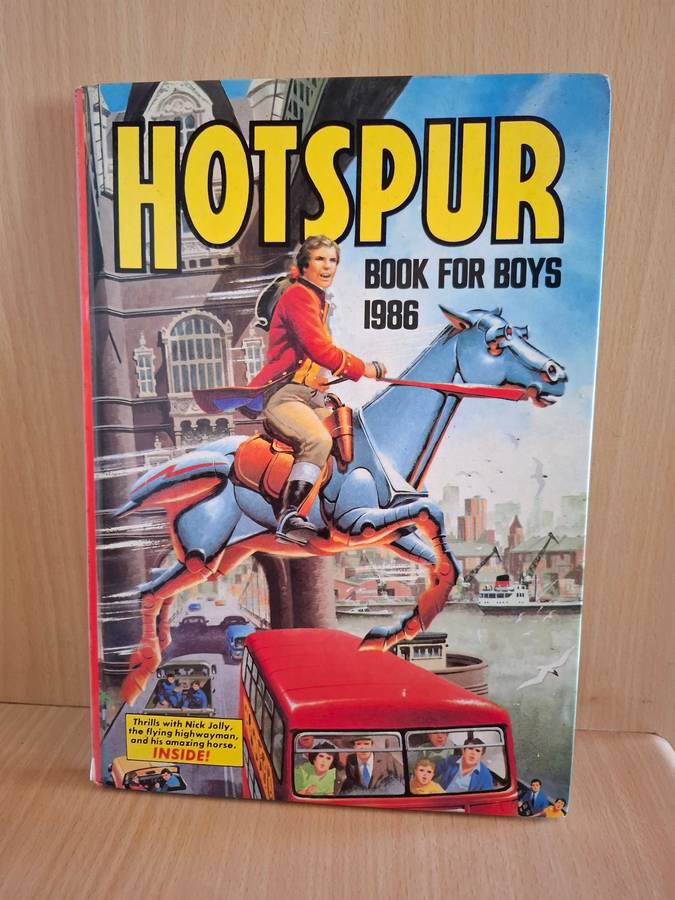 HOTSPUR
BOOK FOR BOYS
1986
Thrills with Nick Jolly,
the flying highwayman,
and his amazing horse.
INSIDE!